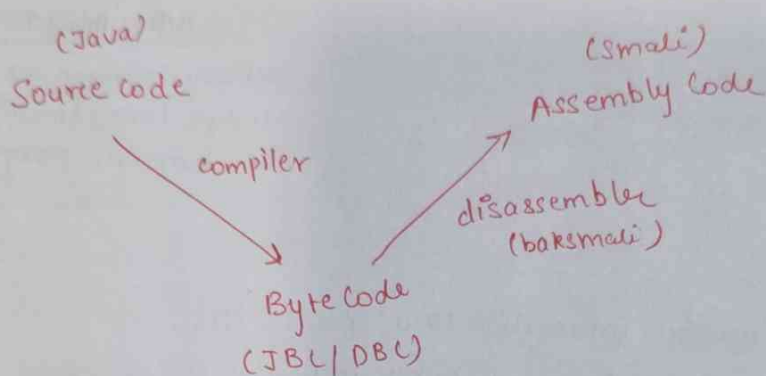 (Java)
Source code
(Smali)
Assembly Code
compiler
disassembler
(baksmali)
Byte Code
(JBC/DBC)